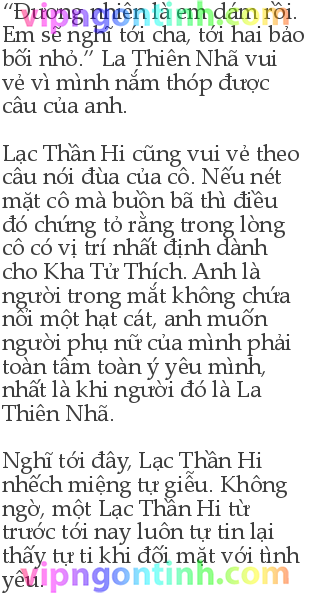 “Đương nhiên là em dám rồi.
Em sẽ nghĩ tới cha, tới hai bảo
bối nhỏ.” La Thiên Nhã vui
vẻ vì mình nắm thóp được
câu của anh.
Lạc Thần Hi cũng vui vẻ theo
câu nói đùa của cô. Nếu nét
mặt cô mà buồn bã thì điều
đó chứng tỏ rằng trong lòng
cô có vị trí nhất định dành
cho Kha Tử Thích. Anh là
người trong mắt không chứa
nổi một hạt cát, anh muốn
người phụ nữ của mình phải
toàn tâm toàn ý yêu mình,
nhất là khi người đó là La
Thiên Nhã.
Nghĩ tới đây, Lạc Thần Hi
nhếch miệng tự giễu. Không
ngờ, một Lạc Thần Hi từ
trước tới nay luôn tự tin lại
thấy tự ti khi đối mặt với tình
yêu.
vipngontinh.com
vipngontinh.com
vipngontinh.com
vipngontinh.com